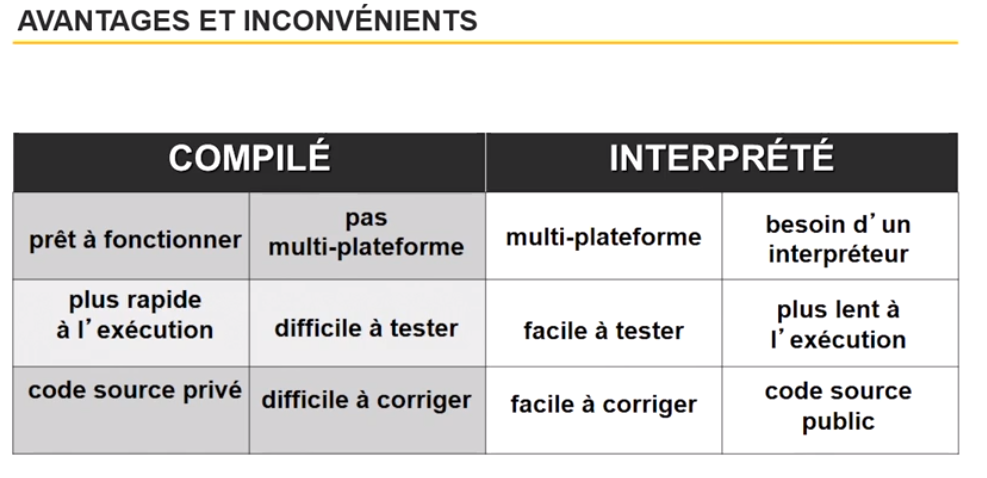 AVANTAGES ET INCONVÉNIENTS
COMPILÉ
INTERPRÉTÉ
prêt à fonctionner
pas
multi-plateforme
multi-plateforme
besoin d’un
interpréteur
plus rapide
à l’exécution
difficile à tester
facile à tester
plus lent à
l’exécution
code source privé
difficile à corriger
facile à corriger
code source
public